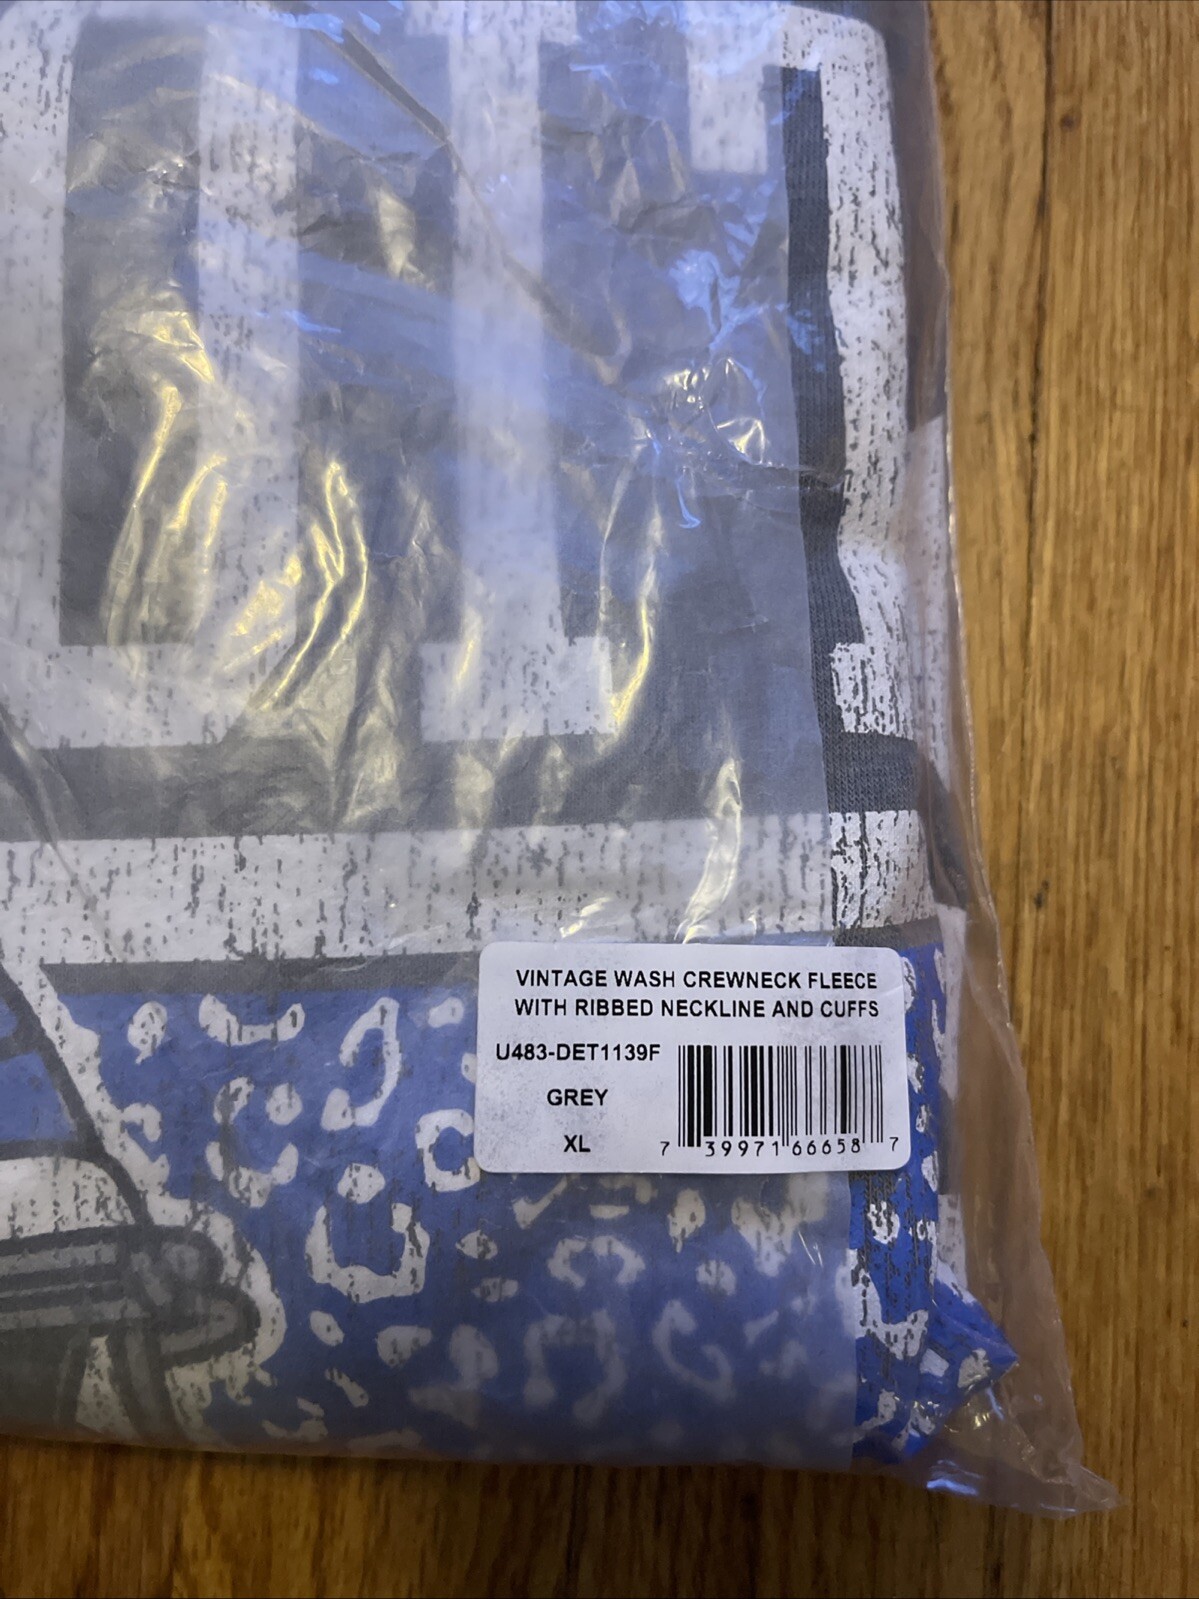 VINTAGE WASH CREWNECK FLEECE
WITH RIBBED NECKLINE AND CUFFS
U483-DET1139F
GREY
XL
7 39971 66658 7